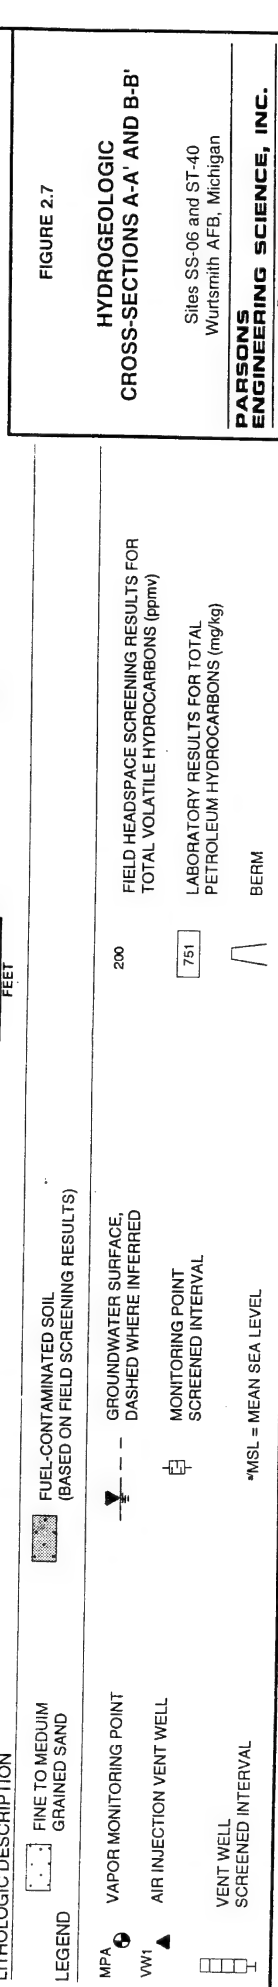 LITHOLOGIC DESCRIPTION
FINE TO MEDUIM
GRAINED SAND
FUEL-CONTAMINATED SOIL
(BASED ON FIELD SCREENING RESULTS)
FEET
LEGEND
MPA
VAPOR MONITORING POINT
VW1
AIR INJECTION VENT WELL
VENT WELL
SCREENED INTERVAL
GROUNDWATER SURFACE,
DASHED WHERE INFERRED
MONITORING POINT
SCREENED INTERVAL
a/MSL = MEAN SEA LEVEL
200
FIELD HEADSPACE SCREENING RESULTS FOR
TOTAL VOLATILE HYDROCARBONS (ppmv)
751
LABORATORY RESULTS FOR TOTAL
PETROLEUM HYDROCARBONS (mg/kg)
BERM
FIGURE 2.7
HYDROGEOLOGIC
CROSS-SECTIONS A-A' AND B-B'
Sites SS-06 and ST-40
Wurtsmith AFB, Michigan
PARSONS
ENGINEERING SCIENCE, INC.